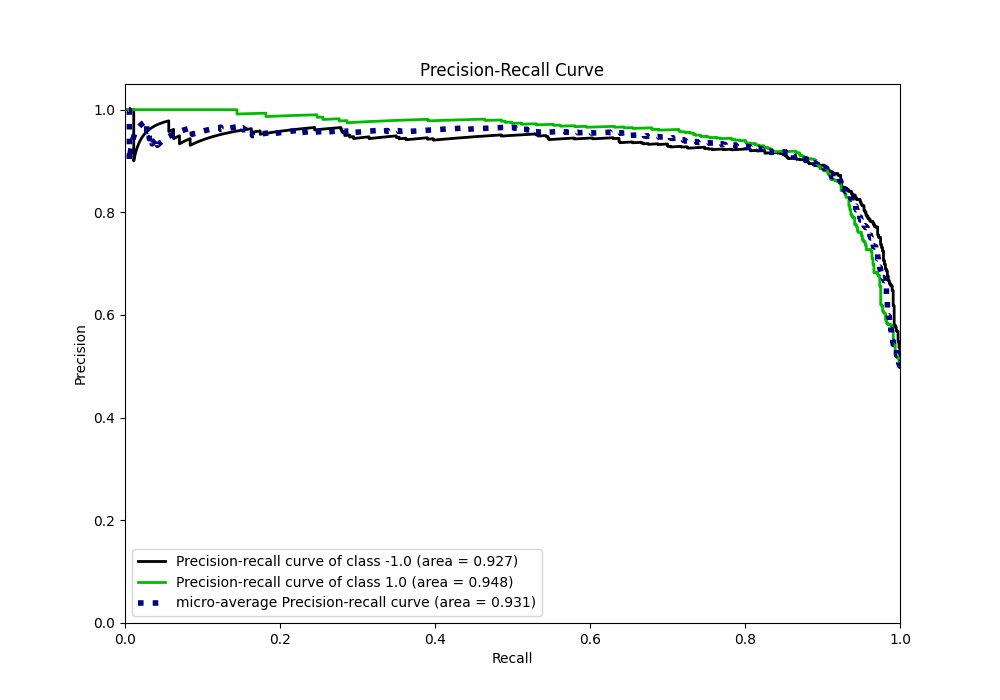 Precision-Recall Curve
1.0
0.8
0.6
0.4
0.2
0.0
Precision
Precision-recall curve of class -1.0 (area = 0.927)
Precision-recall curve of class 1.0 (area = 0.948)
micro-average Precision-recall curve (area = 0.931)
0.0 0.2 0.4 0.6 0.8 1.0
Recall